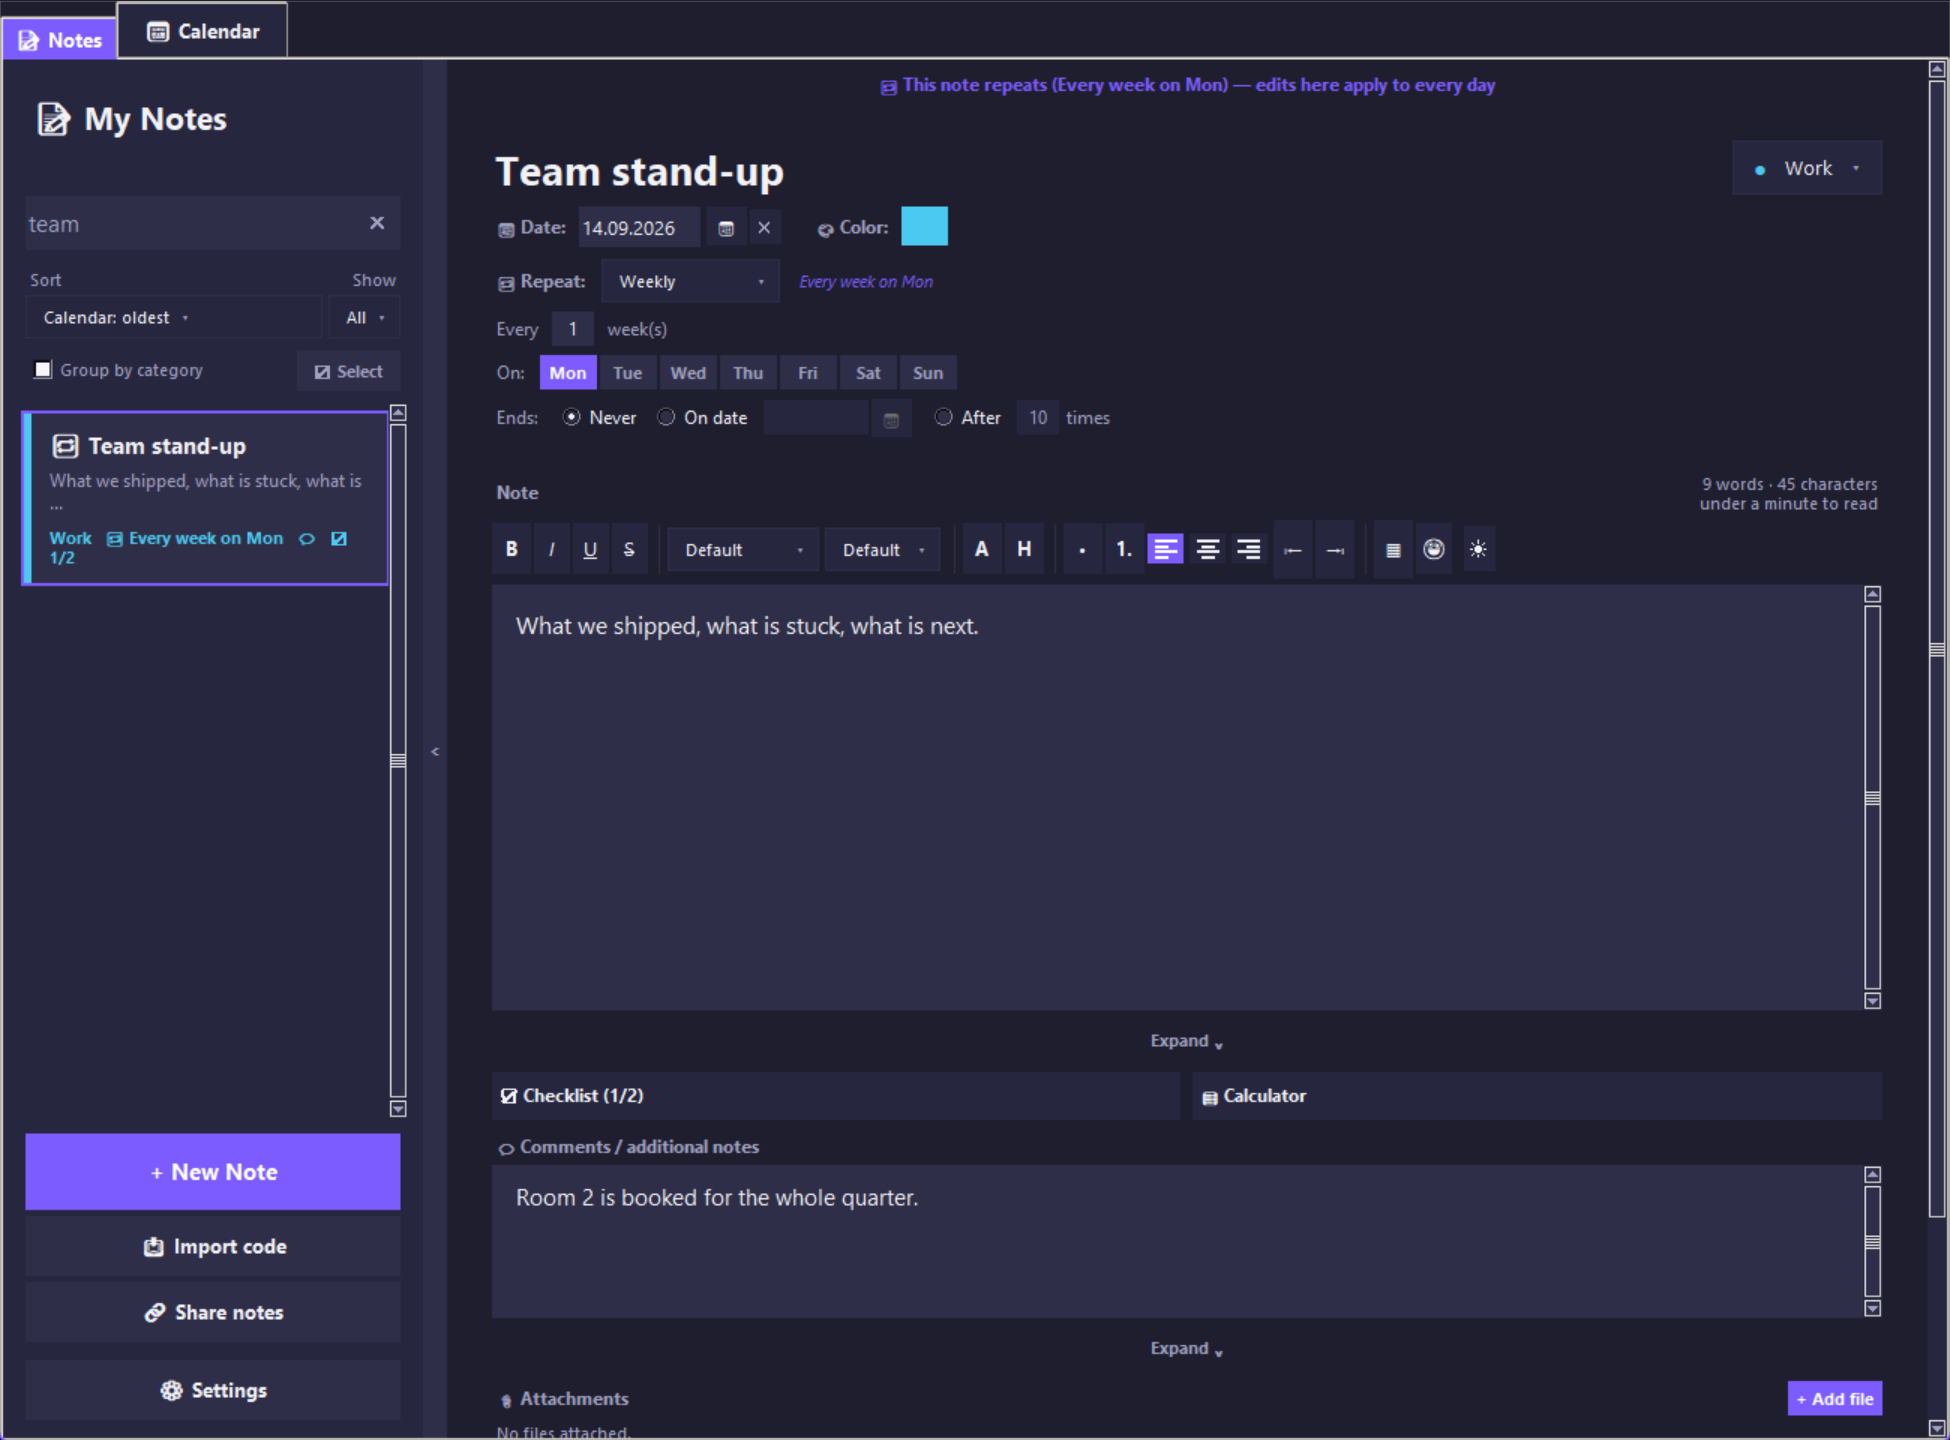 Notes
Calendar
My Notes
team
Sort
Show
Calendar: oldest
All
Group by category
Select
Team stand-up
What we shipped, what is stuck, what is
...
Work Every week on Mon
1/2
+ New Note
Import code
Share notes
Settings
This note repeats (Every week on Mon) — edits here apply to every day
Team stand-up
Work
Date: 14.09.2026
Color:
Repeat: Weekly Every week on Mon
Every 1 week(s)
On: Mon Tue Wed Thu Fri Sat Sun
Ends: Never On date After 10 times
Note
9 words · 45 characters
under a minute to read
B I U S Default Default A H • 1.
What we shipped, what is stuck, what is next.
Expand
Checklist (1/2)
Calculator
Comments / additional notes
Room 2 is booked for the whole quarter.
Expand
Attachments
+ Add file
No files attached.